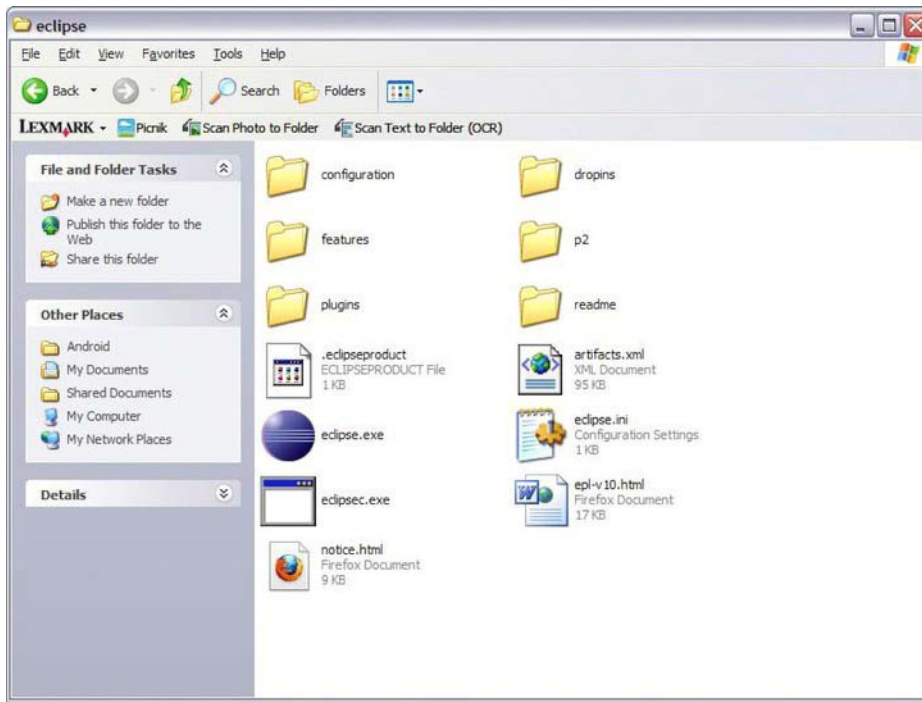 eclipse
File Edit View Favorites Tools Help
Back Search Folders
LEXMARK Picnik Scan Photo to Folder Scan Text to Folder (OCR)
File and Folder Tasks
Make a new folder
Publish this folder to the
Web
Share this folder
Other Places
Android
My Documents
Shared Documents
My Computer
My Network Places
Details
configuration
dropins
features
p2
plugins
readme
.eclipseproduct
ECLIPSEPRODUCT File
1 KB
artifacts.xml
XML Document
95 KB
eclipse.exe
eclipse.ini
Configuration Settings
1 KB
eclipsec.exe
epl-v10.html
Firefox Document
17 KB
notice.html
Firefox Document
9 KB